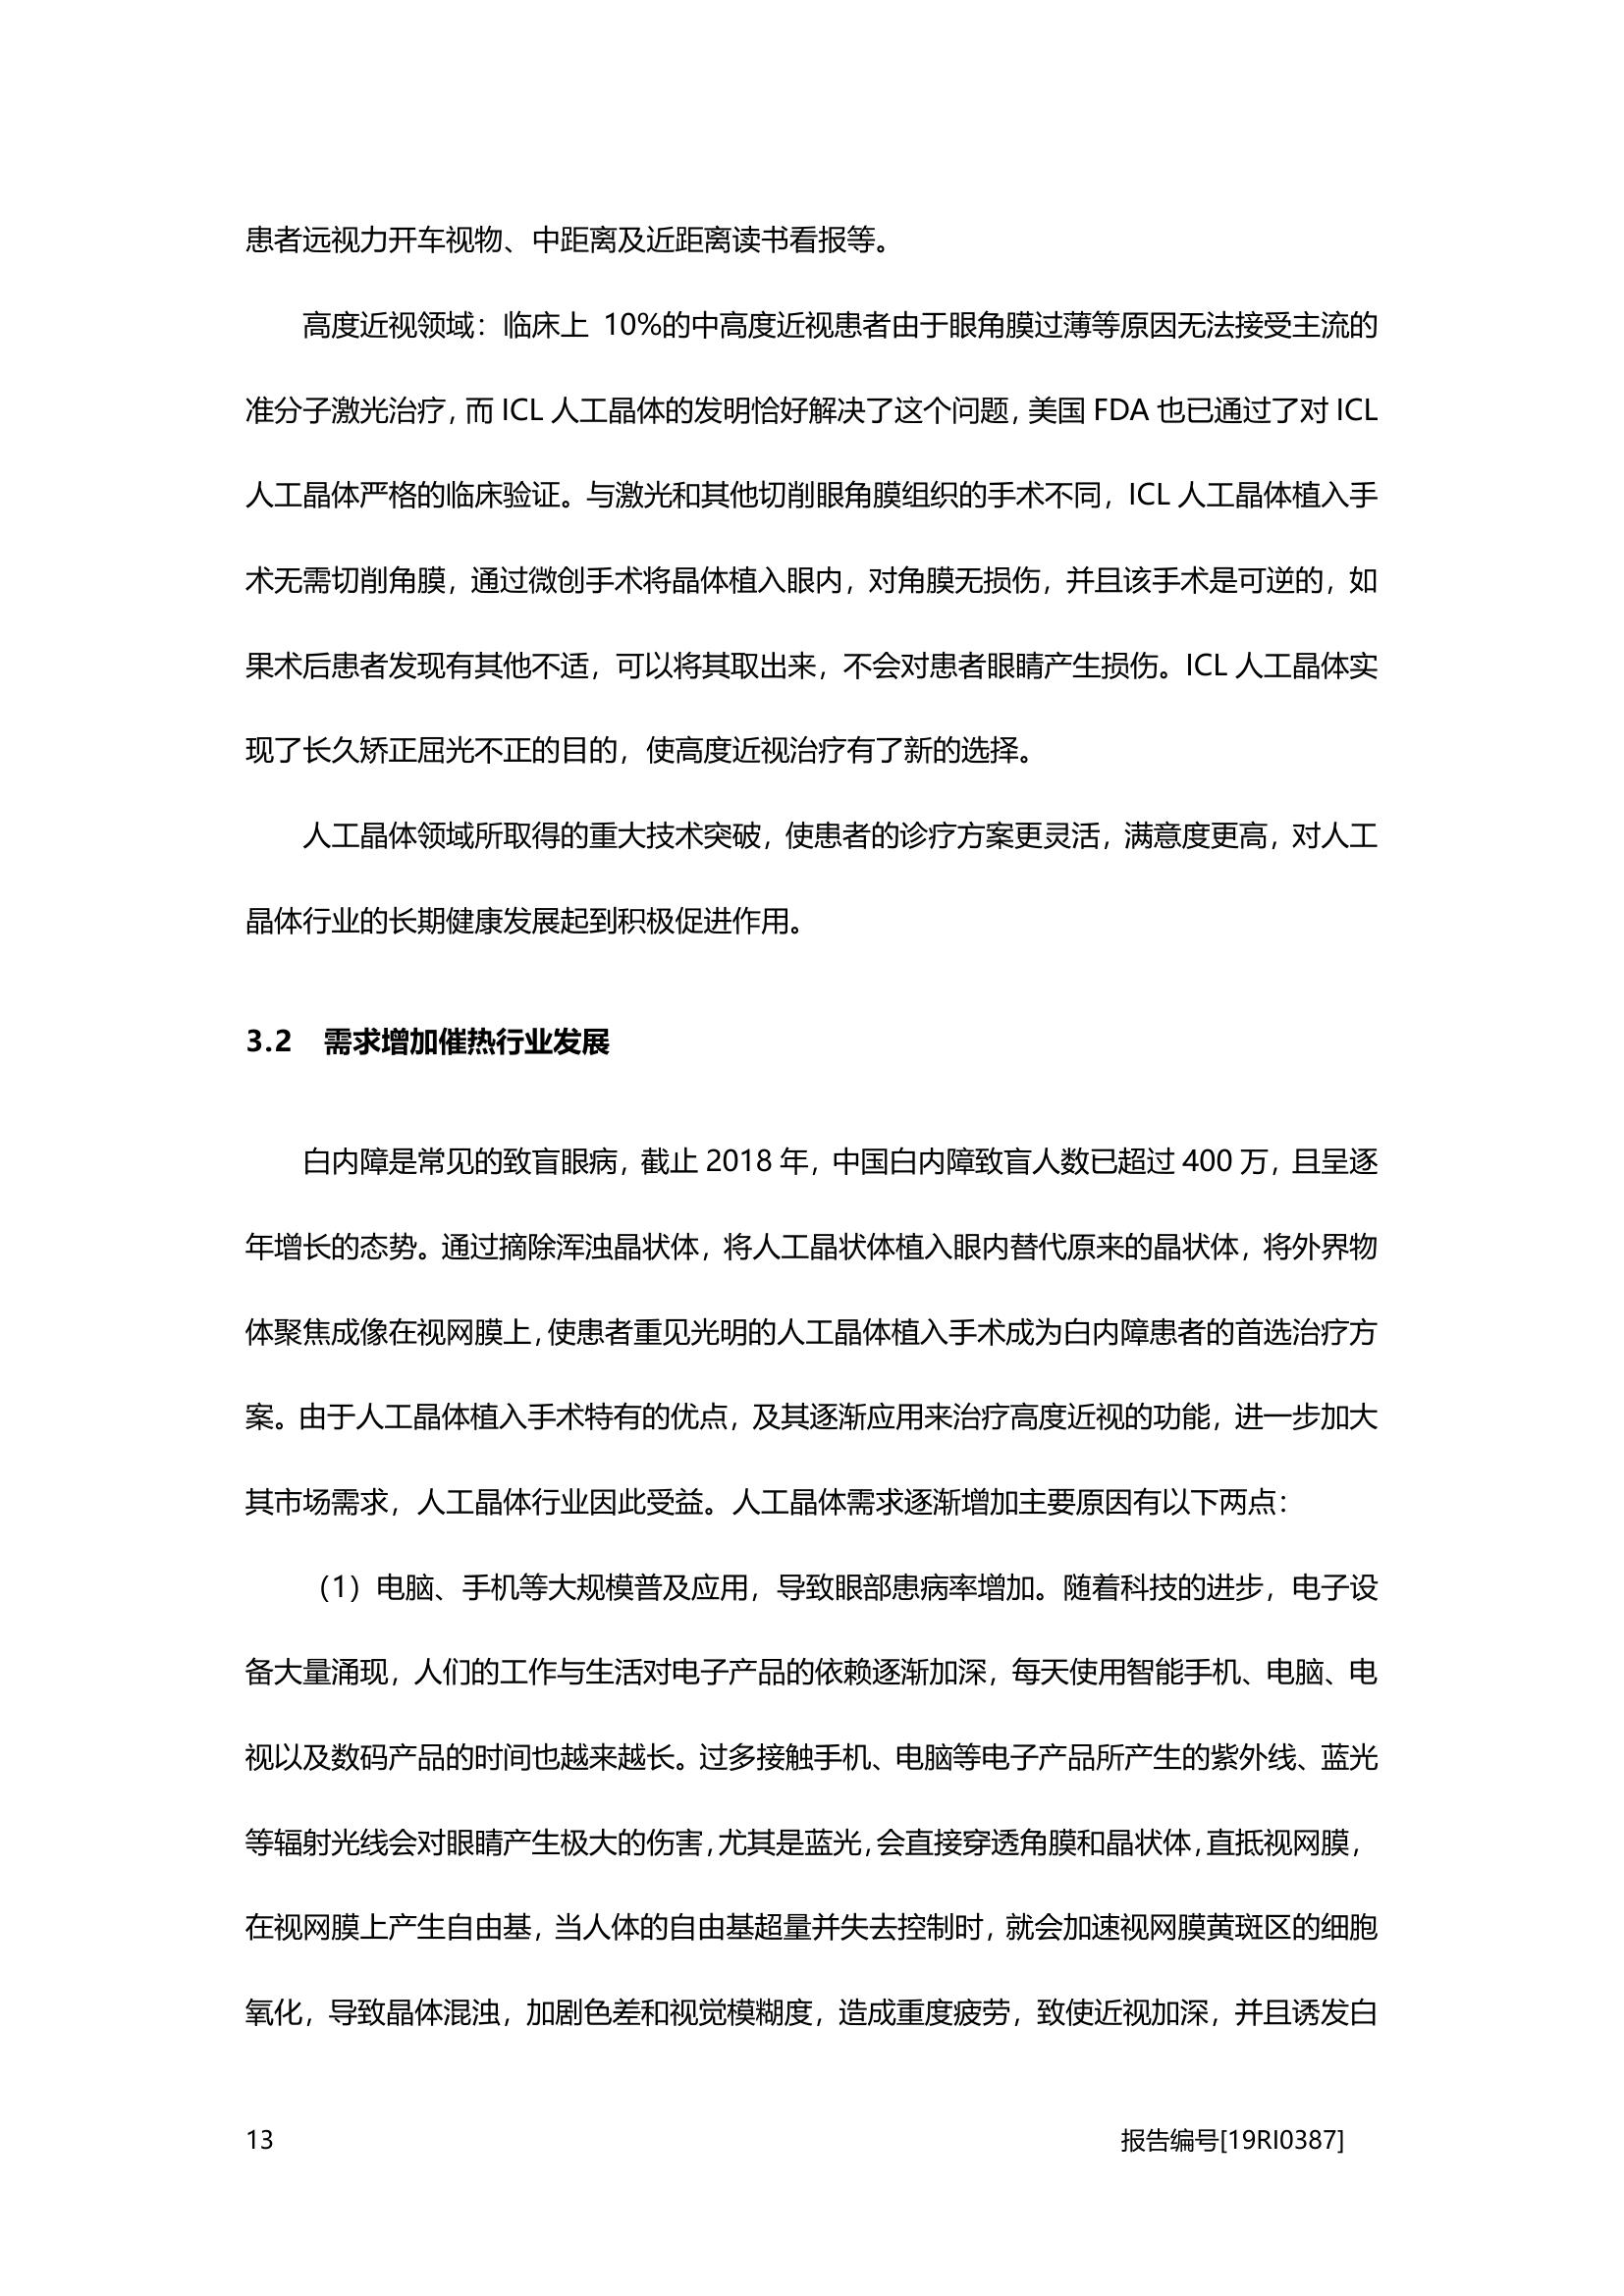 患者远视力开车视物、中距离及近距离读书看报等。
高度近视领域：临床上 10%的中高度近视患者由于眼角膜过薄等原因无法接受主流的
准分子激光治疗，而 ICL 人工晶体的发明恰好解决了这个问题，美国 FDA 也已通过了对 ICL
人工晶体严格的临床验证。与激光和其他切削眼角膜组织的手术不同，ICL 人工晶体植入手
术无需切削角膜，通过微创手术将晶体植入眼内，对角膜无损伤，并且该手术是可逆的，如
果术后患者发现有其他不适，可以将其取出来，不会对患者眼睛产生损伤。ICL 人工晶体实
现了长久矫正屈光不正的目的，使高度近视治疗有了新的选择。
人工晶体领域所取得的重大技术突破，使患者的诊疗方案更灵活，满意度更高，对人工
晶体行业的长期健康发展起到积极促进作用。
3.2 需求增加催热行业发展
白内障是常见的致盲眼病，截止 2018 年，中国白内障致盲人数已超过 400 万，且呈逐
年增长的态势。通过摘除浑浊晶状体，将人工晶状体植入眼内替代原来的晶状体，将外界物
体聚焦成像在视网膜上，使患者重见光明的人工晶体植入手术成为白内障患者的首选治疗方
案。由于人工晶体植入手术特有的优点，及其逐渐应用来治疗高度近视的功能，进一步加大
其市场需求，人工晶体行业因此受益。人工晶体需求逐渐增加主要原因有以下两点：
（1）电脑、手机等大规模普及应用，导致眼部患病率增加。随着科技的进步，电子设
备大量涌现，人们的工作与生活对电子产品的依赖逐渐加深，每天使用智能手机、电脑、电
视以及数码产品的时间也越来越长。过多接触手机、电脑等电子产品所产生的紫外线、蓝光
等辐射光线会对眼睛产生极大的伤害，尤其是蓝光，会直接穿透角膜和晶状体，直抵视网膜，
在视网膜上产生自由基，当人体的自由基超量并失去控制时，就会加速视网膜黄斑区的细胞
氧化，导致晶体混浊，加剧色差和视觉模糊度，造成重度疲劳，致使近视加深，并且诱发白
13 报告编号[19RI0387]